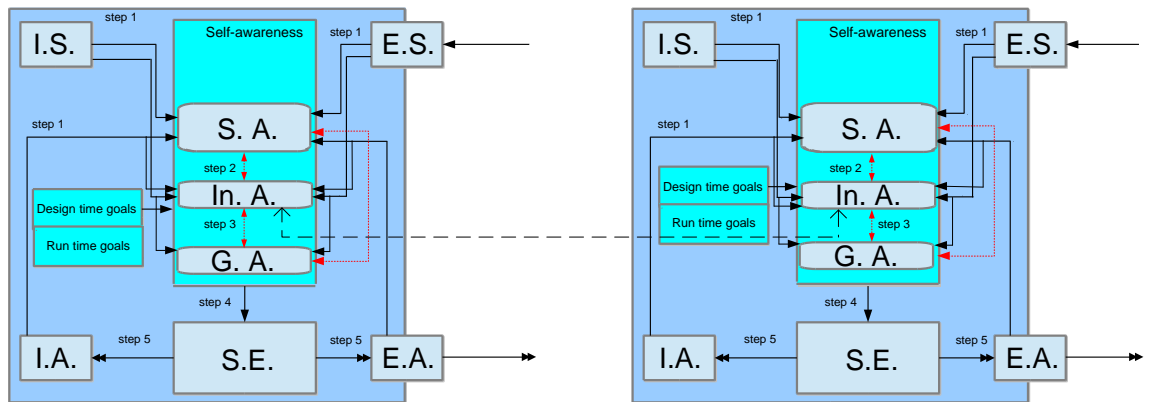 step 1
I.S.
Self-awareness
step 1
E.S.
S. A.
step 1
step 2
In. A.
Design time goals
Run time goals
step 3
G. A.
step 4
I.A.
step 5
S.E.
step 5
E.A.
step 1
I.S.
Self-awareness
step 1
E.S.
S. A.
step 1
step 2
In. A.
Design time goals
Run time goals
step 3
G. A.
step 4
I.A.
step 5
S.E.
step 5
E.A.